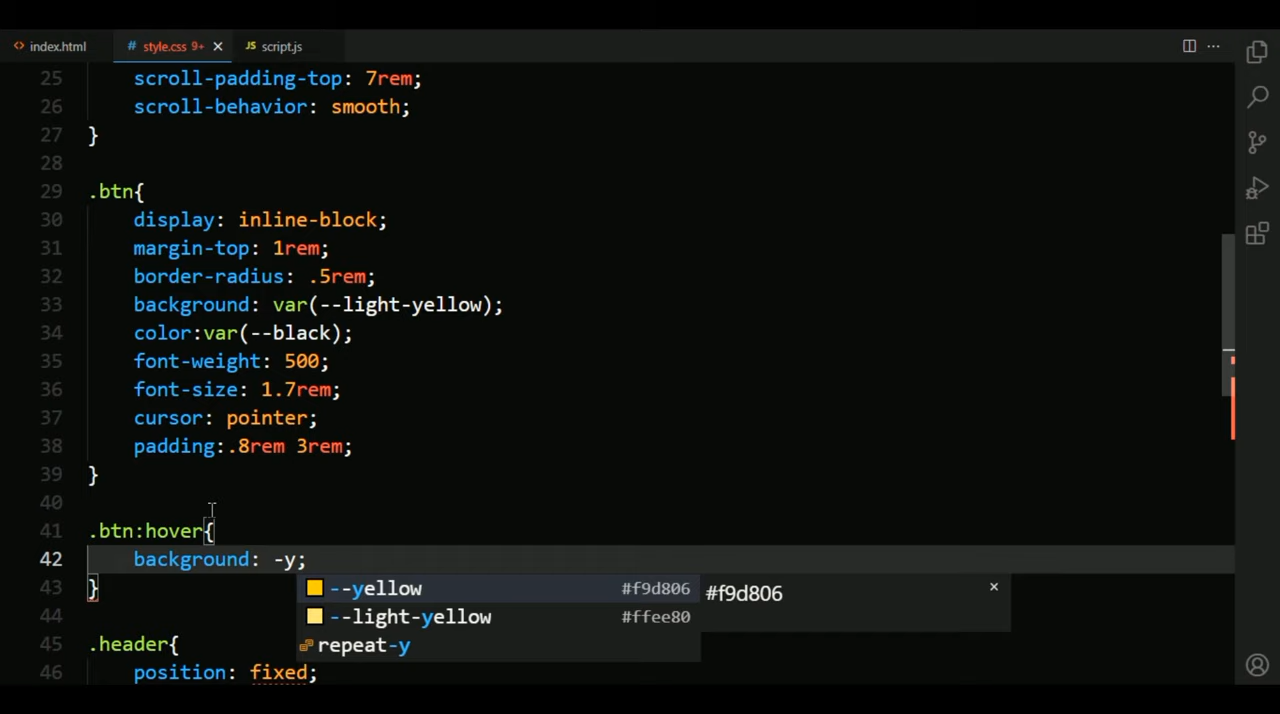 index.html
# style.css 9+ ×
JS script.js
25 scroll-padding-top: 7rem;
26 scroll-behavior: smooth;
27 }
28
29 .btn{
30 display: inline-block;
31 margin-top: 1rem;
32 border-radius: .5rem;
33 background: var(--light-yellow);
34 color:var(--black);
35 font-weight: 500;
36 font-size: 1.7rem;
37 cursor: pointer;
38 padding:.8rem 3rem;
39 }
40
41 .btn:hover{
42 background: -y;
43 }
--yellow #f9d806
#f9d806 ×
--light-yellow #ffee80
repeat-y
44
45 .header{
46 position: fixed;